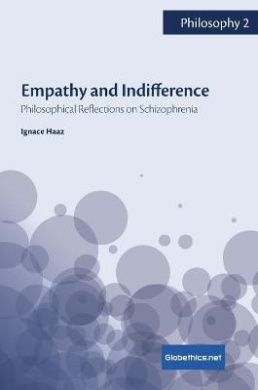 Philosophy 2
Empathy and Indifference
Philosophical Reflections on Schizophrenia
Ignace Haaz
Globethics.net